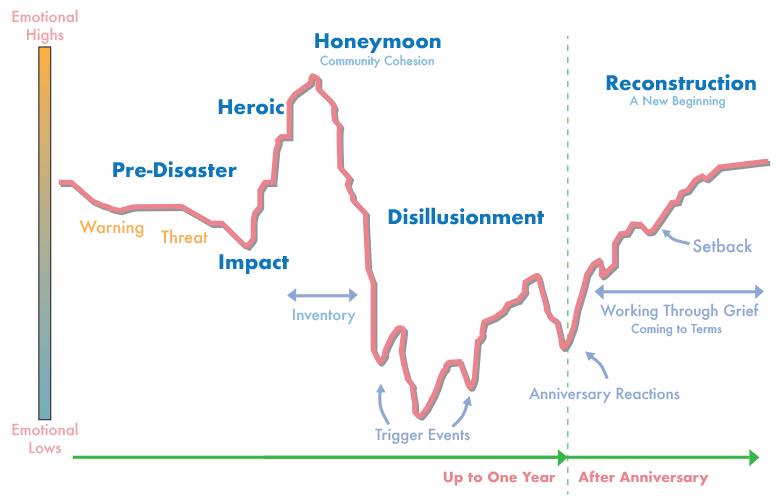 Emotional
Highs
Honeymoon
Community Cohesion
Reconstruction
A New Beginning
Heroic
Pre-Disaster
Disillusionment
Warning
Threat
Setback
Impact
Inventory
Working Through Grief
Coming to Terms
Anniversary Reactions
Trigger Events
Emotional
Lows
Up to One Year
After Anniversary